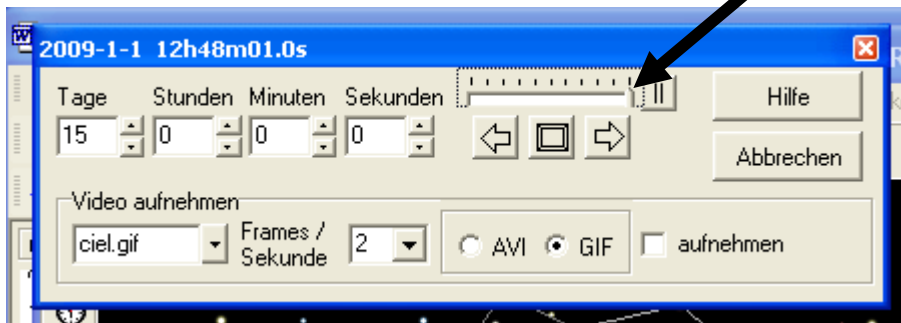 2009-1-1 12h48m01.0s
Tage Stunden Minuten Sekunden
15 0 0 0
Hilfe
Abbrechen
Video aufnehmen
ciel.gif
Frames /
Sekunde
2
AVI GIF
aufnehmen